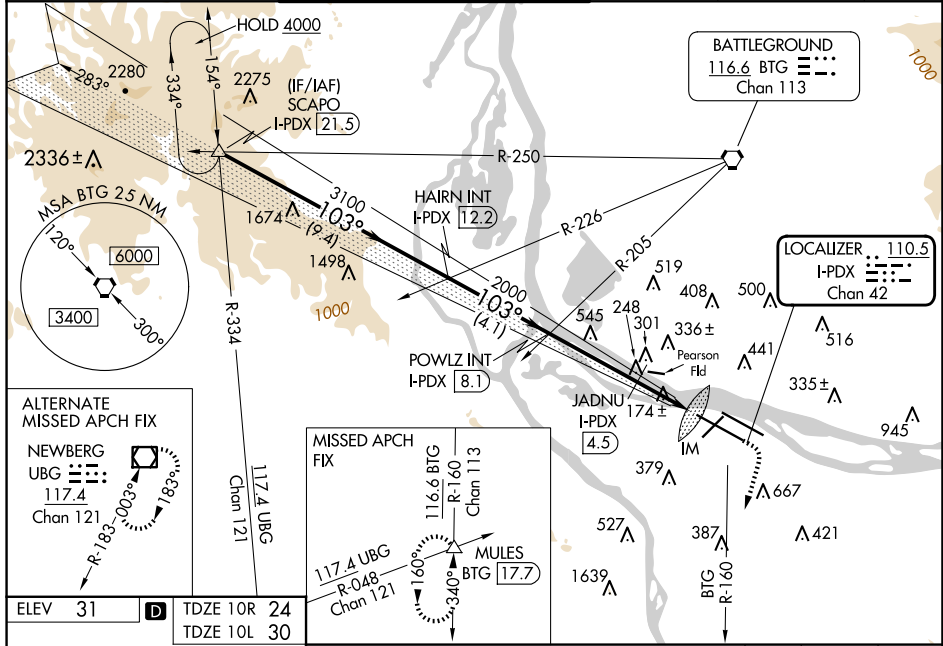 HOLD 4000
154°
334°
283°
2280
2275
(IF/IAF)
SCAPO
I-PDX 21.5
BATTLEGROUND
116.6 BTG
Chan 113
1000
R-250
2336±
MSA BTG 25 NM
120°
6000
3400
300°
3100
103°
(9.4)
1674
1498
1000
HAIRN INT
I-PDX 12.2
R-226
R-205
LOCALIZER 110.5
I-PDX
Chan 42
2000
103°
(4.1)
R-334
519
408
500
545
248
301
336±
516
441
Pearson
Fld
335±
945
POWLZ INT
I-PDX 8.1
JADNU
I-PDX
4.5
174±
IM
379
667
527
387
421
1639
BTG
R-160
117.4 UBG
Chan 121
ALTERNATE
MISSED APCH FIX
NEWBERG
UBG
117.4
Chan 121
183°
R-183
003°
MISSED APCH
FIX
116.6 BTG
R-160
Chan 113
117.4 UBG
R-048
Chan 121
160°
340°
MULES
BTG 17.7
ELEV 31
D
TDZE 10R 24
TDZE 10L 30